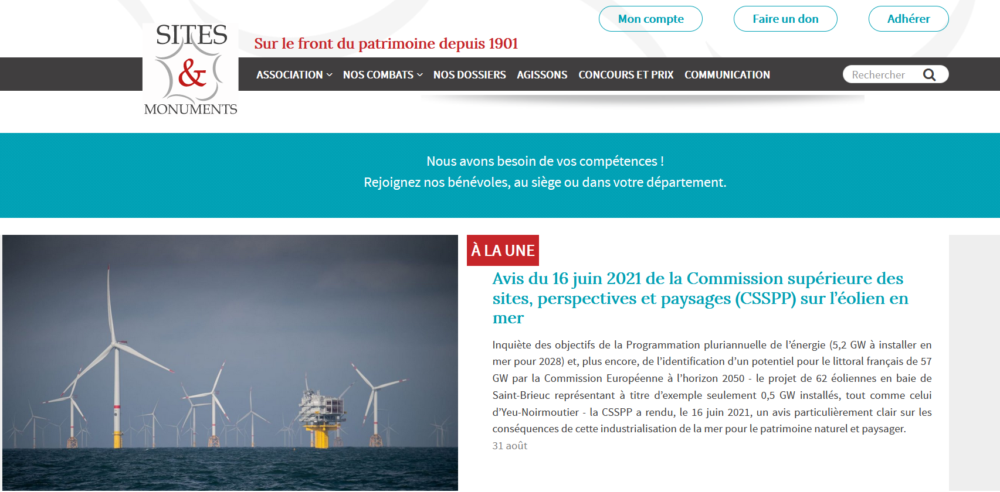 Mon compte
Faire un don
Adhérer
SITES
&
MONUMENTS
Sur le front du patrimoine depuis 1901
ASSOCIATION
NOS COMBATS
NOS DOSSIERS
AGISSONS
CONCOURS ET PRIX
COMMUNICATION
Rechercher
Nous avons besoin de vos compétences !
Rejoignez nos bénévoles, au siège ou dans votre département.
À LA UNE
Avis du 16 juin 2021 de la Commission supérieure des
sites, perspectives et paysages (CSSPP) sur l’éolien en
mer
Inquiète des objectifs de la Programmation pluriannuelle de l’énergie (5,2 GW à installer en
mer pour 2028) et, plus encore, de l’identification d’un potentiel pour le littoral français de 57
GW par la Commission Européenne à l’horizon 2050 - le projet de 62 éoliennes en baie de
Saint-Brieuc représentant à titre d’exemple seulement 0,5 GW installés, tout comme celui
d’Yeu-Noirmoutier - la CSSPP a rendu, le 16 juin 2021, un avis particulièrement clair sur les
conséquences de cette industrialisation de la mer pour le patrimoine naturel et paysager.
31 août